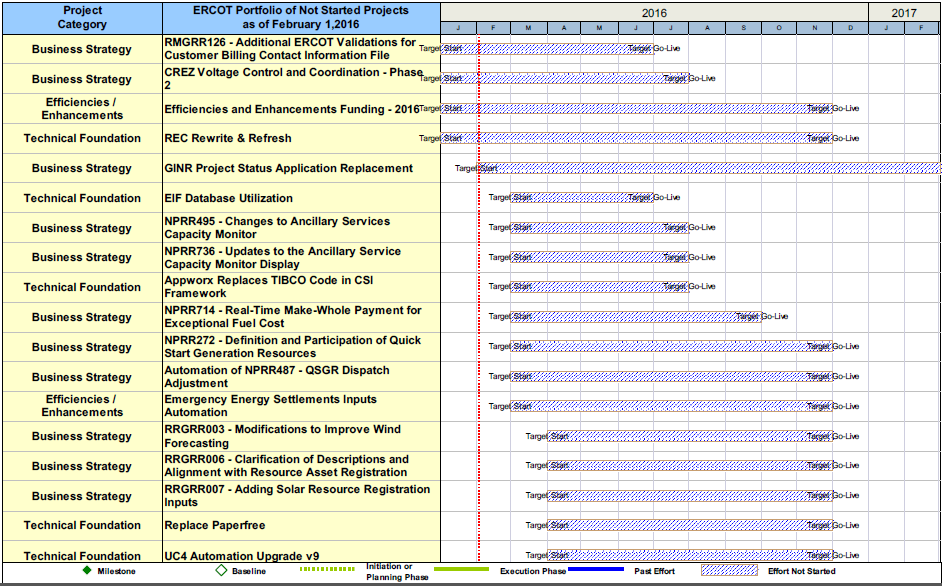 Project
Category
ERCOT Portfolio of Not Started Projects
as of February 1,2016
2016
2017
J F M A M J J A S O N D J F
Business Strategy
RMGRR126 - Additional ERCOT Validations for
Customer Billing Contact Information File
Target Start
Target Go-Live
Business Strategy
CREZ Voltage Control and Coordination - Phase
2
Target Start
Target Go-Live
Efficiencies /
Enhancements
Efficiencies and Enhancements Funding - 2016
Target Start
Target Go-Live
Technical Foundation
REC Rewrite & Refresh
Target Start
Target Go-Live
Business Strategy
GINR Project Status Application Replacement
Target Start
Technical Foundation
EIF Database Utilization
Target Start
Target Go-Live
Business Strategy
NPRR495 - Changes to Ancillary Services
Capacity Monitor
Target Start
Target Go-Live
Business Strategy
NPRR736 - Updates to the Ancillary Service
Capacity Monitor Display
Target Start
Target Go-Live
Technical Foundation
Appworx Replaces TIBCO Code in CSI
Framework
Target Start
Target Go-Live
Business Strategy
NPRR714 - Real-Time Make-Whole Payment for
Exceptional Fuel Cost
Target Start
Target Go-Live
Business Strategy
NPRR272 - Definition and Participation of Quick
Start Generation Resources
Target Start
Target Go-Live
Business Strategy
Automation of NPRR487 - QSGR Dispatch
Adjustment
Target Start
Target Go-Live
Efficiencies /
Enhancements
Emergency Energy Settlements Inputs
Automation
Target Start
Target Go-Live
Business Strategy
RRGRR003 - Modifications to Improve Wind
Forecasting
Target Start
Target Go-Live
Business Strategy
RRGRR006 - Clarification of Descriptions and
Alignment with Resource Asset Registration
Target Start
Target Go-Live
Business Strategy
RRGRR007 - Adding Solar Resource Registration
Inputs
Target Start
Target Go-Live
Technical Foundation
Replace Paperfree
Target Start
Target Go-Live
Technical Foundation
UC4 Automation Upgrade v9
Target Start
Target Go-Live
Milestone
Baseline
Initiation or
Planning Phase
Execution Phase
Past Effort
Effort Not Started